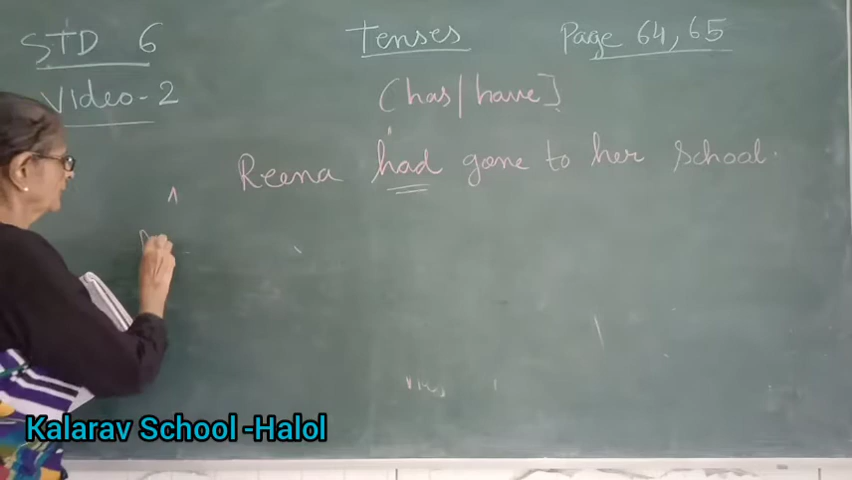 STD 6 Tenses Page 64, 65
Video-2 (has/have]
Reena had gone to her school.
Kalarav School -Halol